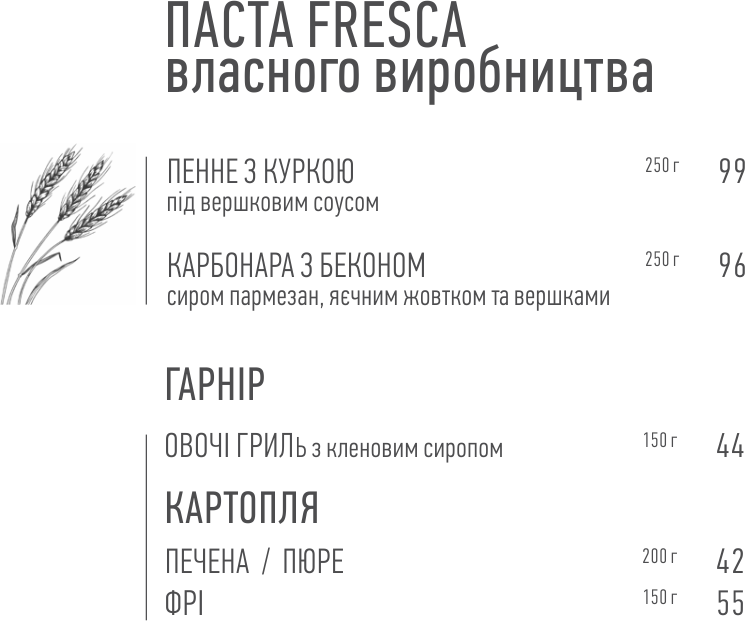 ПАСТА FRESCA
власного виробництва
ПЕННЕ З КУРКОЮ 250 г 99
під вершковим соусом
КАРБОНАРА З БЕКОНОМ 250 г 96
сиром пармезан, яєчним жовтком та вершками
ГАРНІР
ОВОЧІ ГРИЛЬ з кленовим сиропом 150 г 44
КАРТОПЛЯ
ПЕЧЕНА / ПЮРЕ 200 г 42
ФРІ 150 г 55